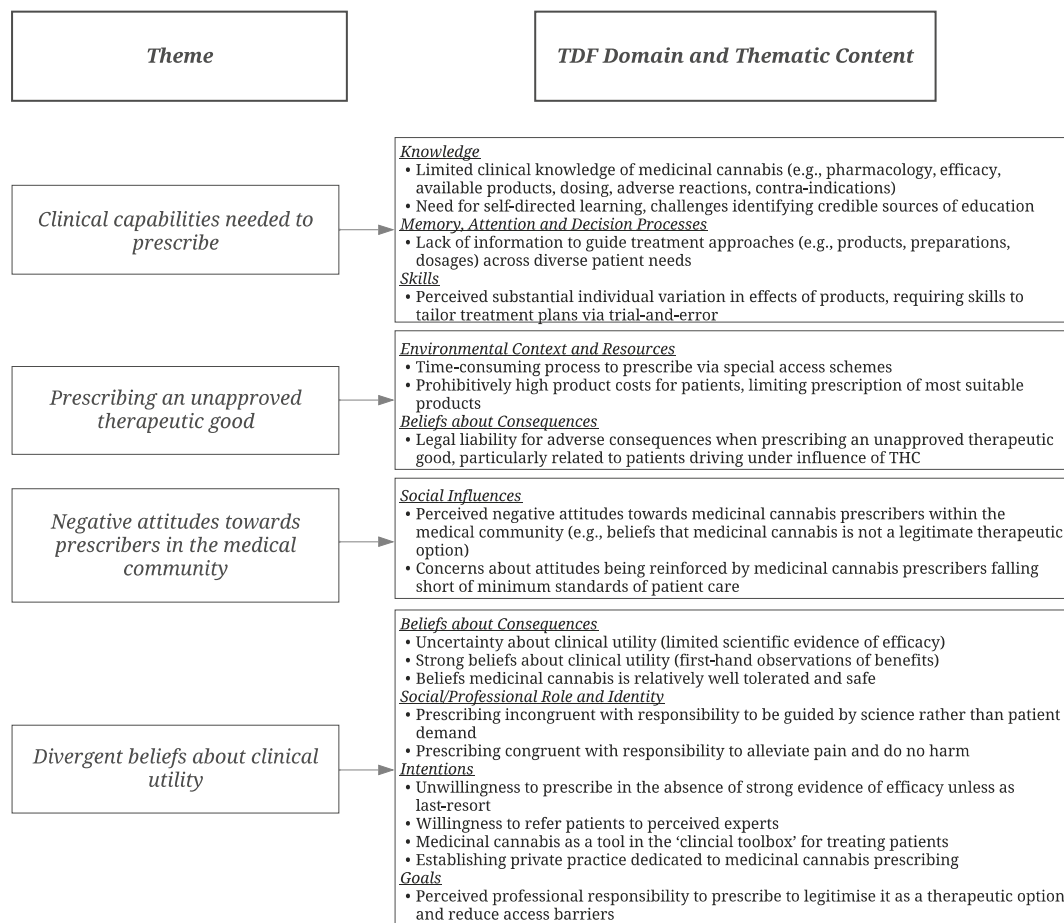 Theme
TDF Domain and Thematic Content
Clinical capabilities needed to
prescribe
Knowledge
• Limited clinical knowledge of medicinal cannabis (e.g., pharmacology, efficacy,
available products, dosing, adverse reactions, contra-indications)
• Need for self-directed learning, challenges identifying credible sources of education
Memory, Attention and Decision Processes
• Lack of information to guide treatment approaches (e.g., products, preparations,
dosages) across diverse patient needs
Skills
• Perceived substantial individual variation in effects of products, requiring skills to
tailor treatment plans via trial-and-error
Prescribing an unapproved
therapeutic good
Environmental Context and Resources
• Time-consuming process to prescribe via special access schemes
• Prohibitively high product costs for patients, limiting prescription of most suitable
products
Beliefs about Consequences
• Legal liability for adverse consequences when prescribing an unapproved therapeutic
good, particularly related to patients driving under influence of THC
Negative attitudes towards
prescribers in the medical
community
Social Influences
• Perceived negative attitudes towards medicinal cannabis prescribers within the
medical community (e.g., beliefs that medicinal cannabis is not a legitimate therapeutic
option)
• Concerns about attitudes being reinforced by medicinal cannabis prescribers falling
short of minimum standards of patient care
Divergent beliefs about clinical
utility
Beliefs about Consequences
• Uncertainty about clinical utility (limited scientific evidence of efficacy)
• Strong beliefs about clinical utility (first-hand observations of benefits)
• Beliefs medicinal cannabis is relatively well tolerated and safe
Social/Professional Role and Identity
• Prescribing incongruent with responsibility to be guided by science rather than patient
demand
• Prescribing congruent with responsibility to alleviate pain and do no harm
Intentions
• Unwillingness to prescribe in the absence of strong evidence of efficacy unless as
last-resort
• Willingness to refer patients to perceived experts
• Medicinal cannabis as a tool in the ‘clincial toolbox’ for treating patients
• Establishing private practice dedicated to medicinal cannabis prescribing
Goals
• Perceived professional responsibility to prescribe to legitimise it as a therapeutic option
and reduce access barriers